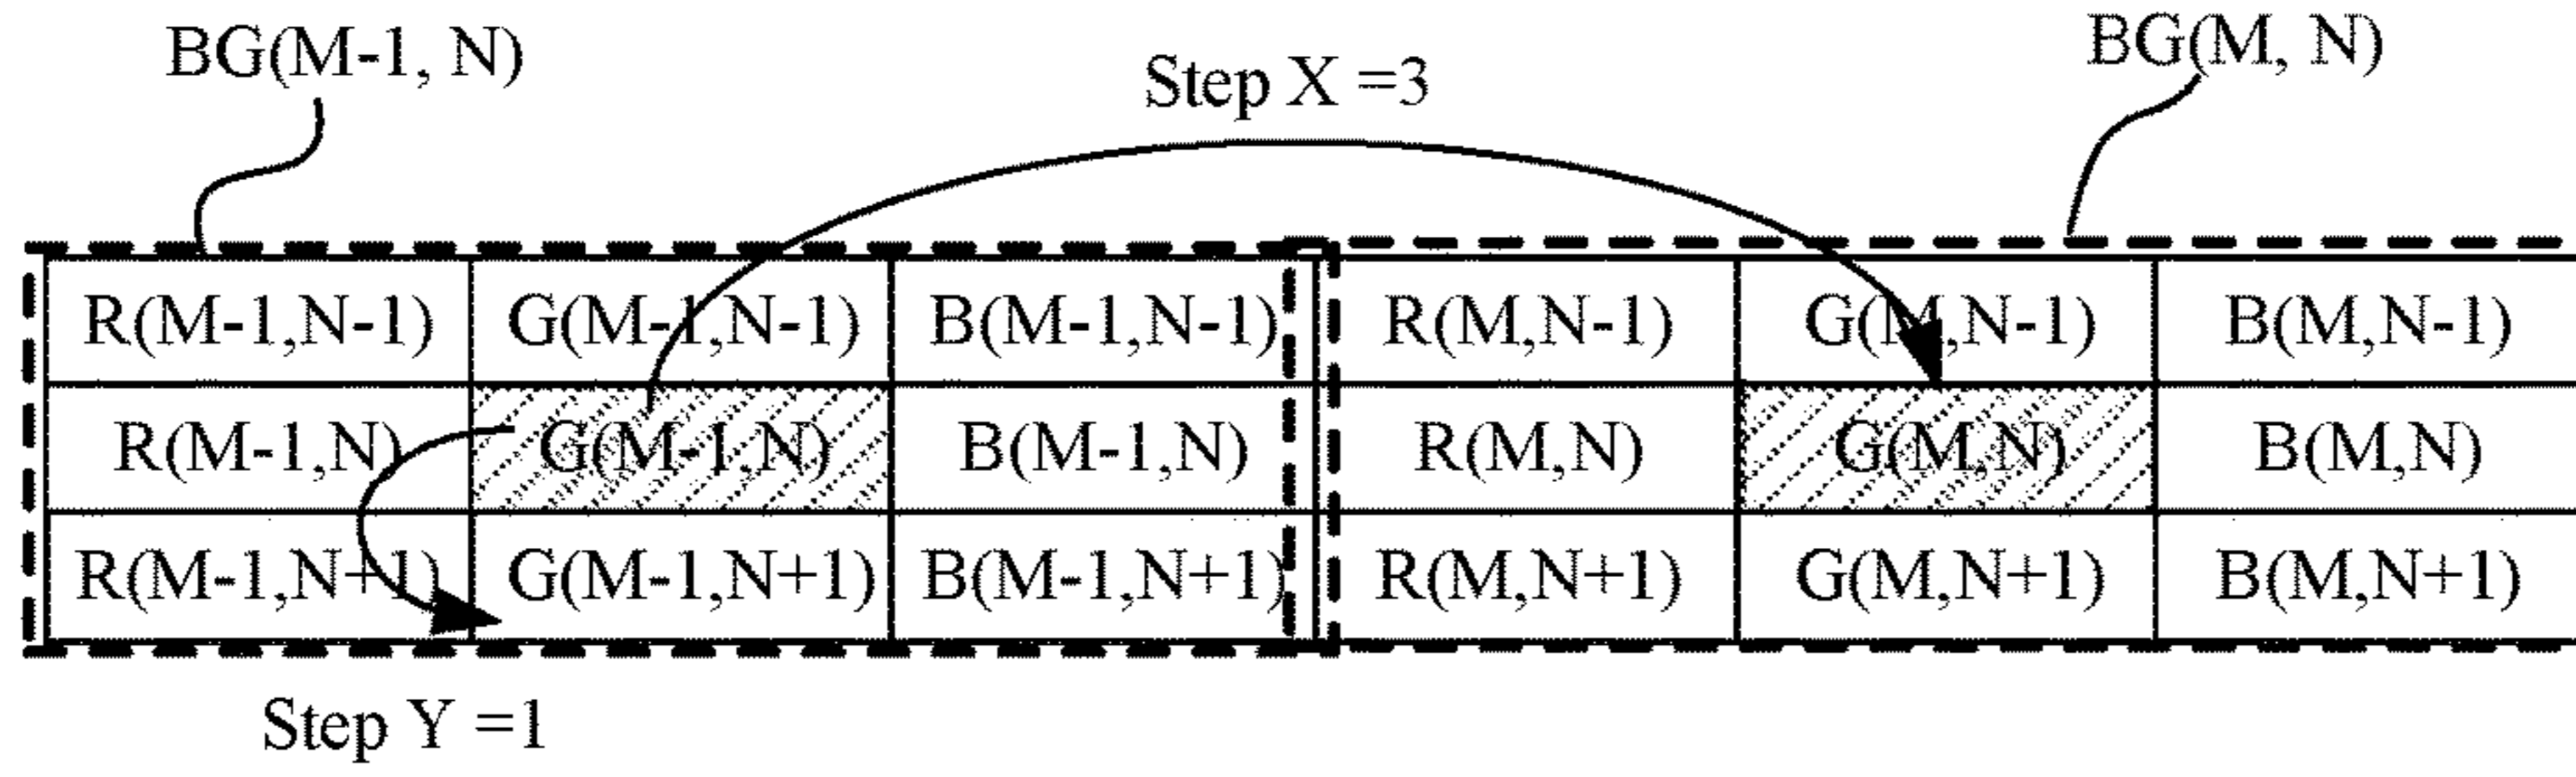 BG(M-1, N)
Step X =3
BG(M, N)
R(M-1,N-1) G(M-1,N-1) B(M-1,N-1) R(M,N-1) G(M,N-1) B(M,N-1)
R(M-1,N) G(M-1,N) B(M-1,N) R(M,N) G(M,N) B(M,N)
R(M-1,N+1) G(M-1,N+1) B(M-1,N+1) R(M,N+1) G(M,N+1) B(M,N+1)
Step Y =1